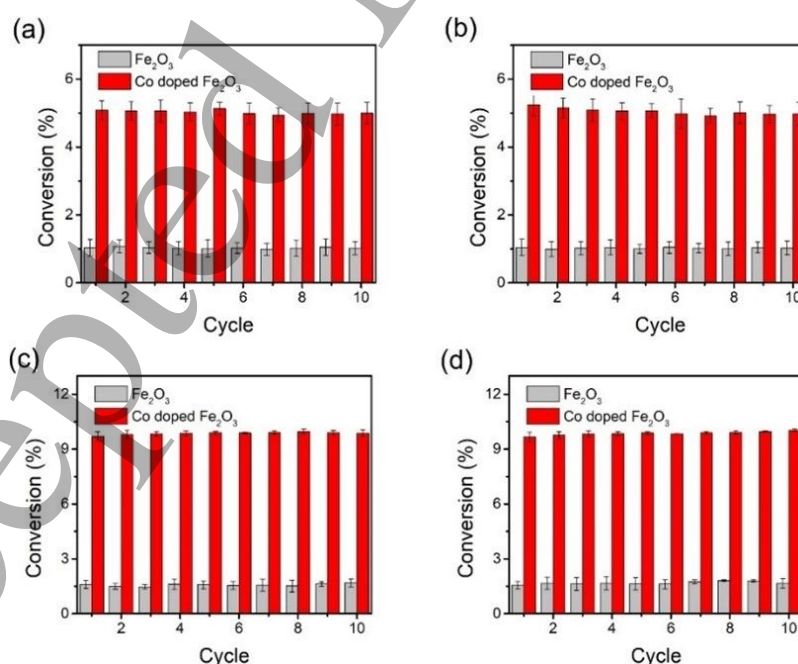 (a)
Fe₂O₃
Co doped Fe₂O₃
Conversion (%)
6
4
2
0
2 4 6 8 10
Cycle
(b)
Fe₂O₃
Co doped Fe₂O₃
Conversion (%)
6
4
2
0
2 4 6 8 10
Cycle
(c)
Fe₂O₃
Co doped Fe₂O₃
Conversion (%)
12
9
6
3
0
2 4 6 8 10
Cycle
(d)
Fe₂O₃
Co doped Fe₂O₃
Conversion (%)
12
9
6
3
0
2 4 6 8 10
Cycle